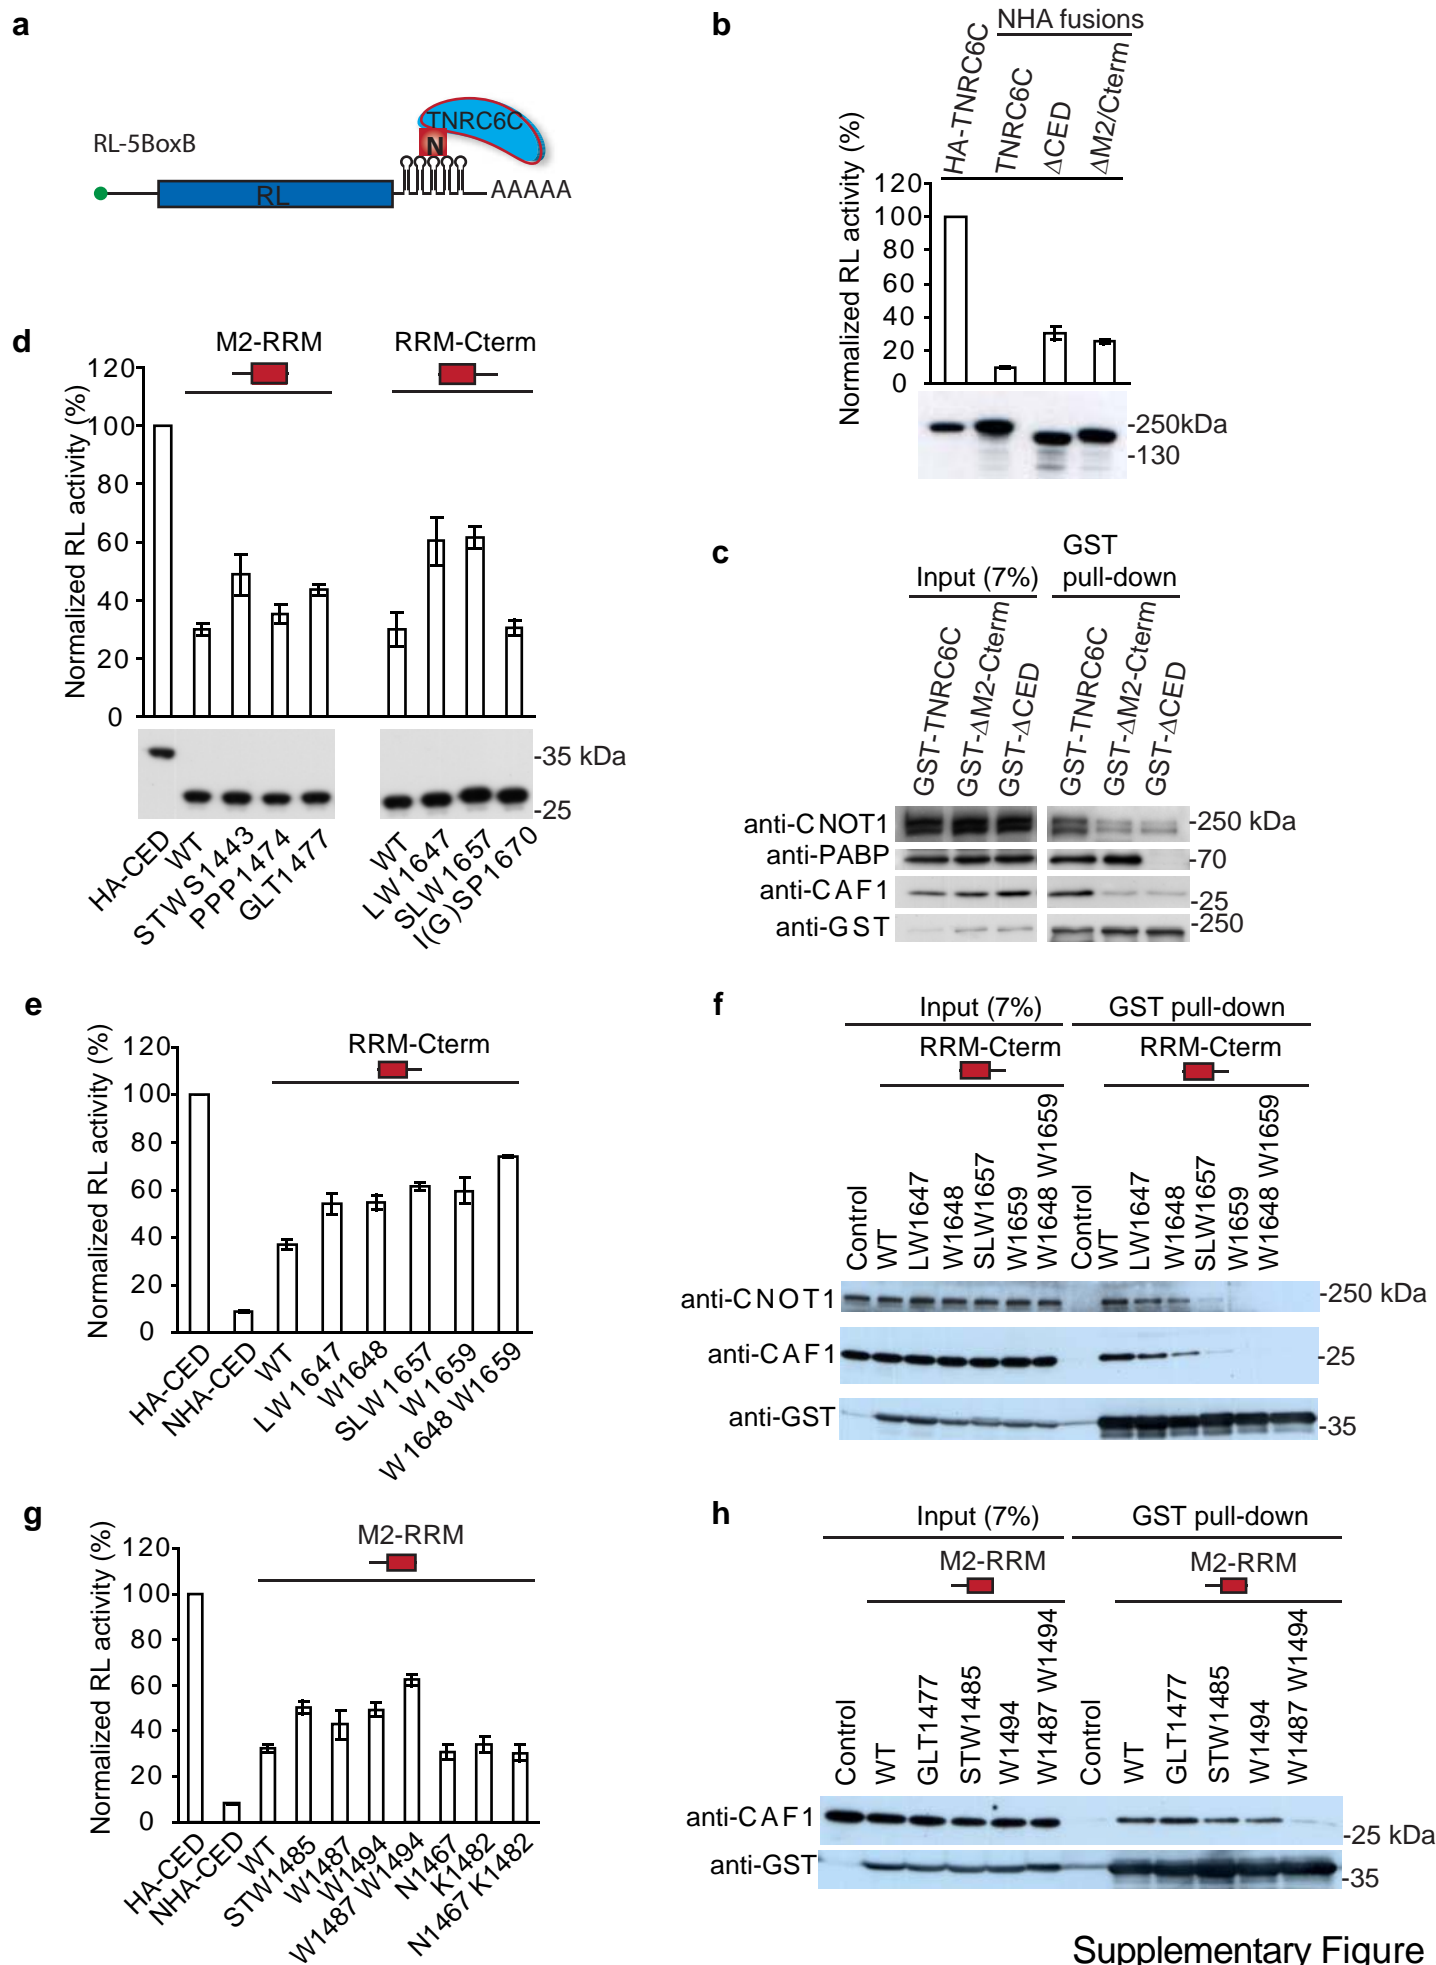 a
RL-5BoxB
TNRC6C
N
RL
AAAAA
b
NHA fusions
HA-TNRC6C
TNRC6C
ΔCED
ΔM2/Cterm
Normalized RL activity (%)
120
100
80
60
40
20
0
-250kDa
-130
c
Input (7%)
GST
pull-down
GST-TNRC6C
GST-ΔM2-Cterm
GST-ΔCED
GST-TNRC6C
GST-ΔM2-Cterm
GST-ΔCED
anti-CNOT1
-250 kDa
anti-PABP
-70
anti-CAF1
-25
anti-GST
-250
d
M2-RRM
RRM-Cterm
Normalized RL activity (%)
120
100
80
60
40
20
0
-35 kDa
-25
HA-CED
WT
STWS1443
PPP1474
GLT1477
WT
LW1647
SLW1657
I(G)SP1670
e
RRM-Cterm
Normalized RL activity (%)
120
100
80
60
40
20
0
HA-CED
NHA-CED
WT
LW1647
W1648
SLW1657
W1659
W1648 W1659
f
Input (7%)
GST pull-down
RRM-Cterm
RRM-Cterm
Control
WT
LW1647
W1648
SLW1657
W1659
W1648 W1659
Control
WT
LW1647
W1648
SLW1657
W1659
W1648 W1659
anti-CNOT1
-250 kDa
anti-CAF1
-25
anti-GST
-35
g
M2-RRM
Normalized RL activity (%)
120
100
80
60
40
20
0
HA-CED
NHA-CED
WT
STW1485
W1487
W1494
W1487 W1494
N1467
K1482
N1467 K1482
h
Input (7%)
GST pull-down
M2-RRM
M2-RRM
Control
WT
GLT1477
STW1485
W1494
W1487 W1494
Control
WT
GLT1477
STW1485
W1494
W1487 W1494
anti-CAF1
-25 kDa
anti-GST
-35
Supplementary Figure